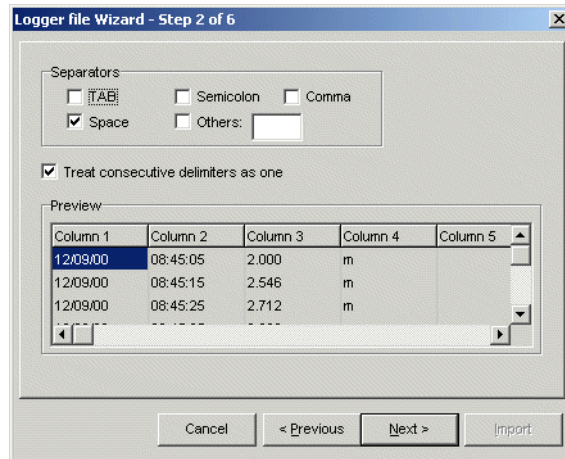 Logger file Wizard - Step 2 of 6
Separators
TAB Semicolon Comma
Space Others:
Treat consecutive delimiters as one
Preview
Column 1 Column 2 Column 3 Column 4 Column 5
12/09/00 08:45:05 2.000 m
12/09/00 08:45:15 2.546 m
12/09/00 08:45:25 2.712 m
Cancel < Previous Next > Import